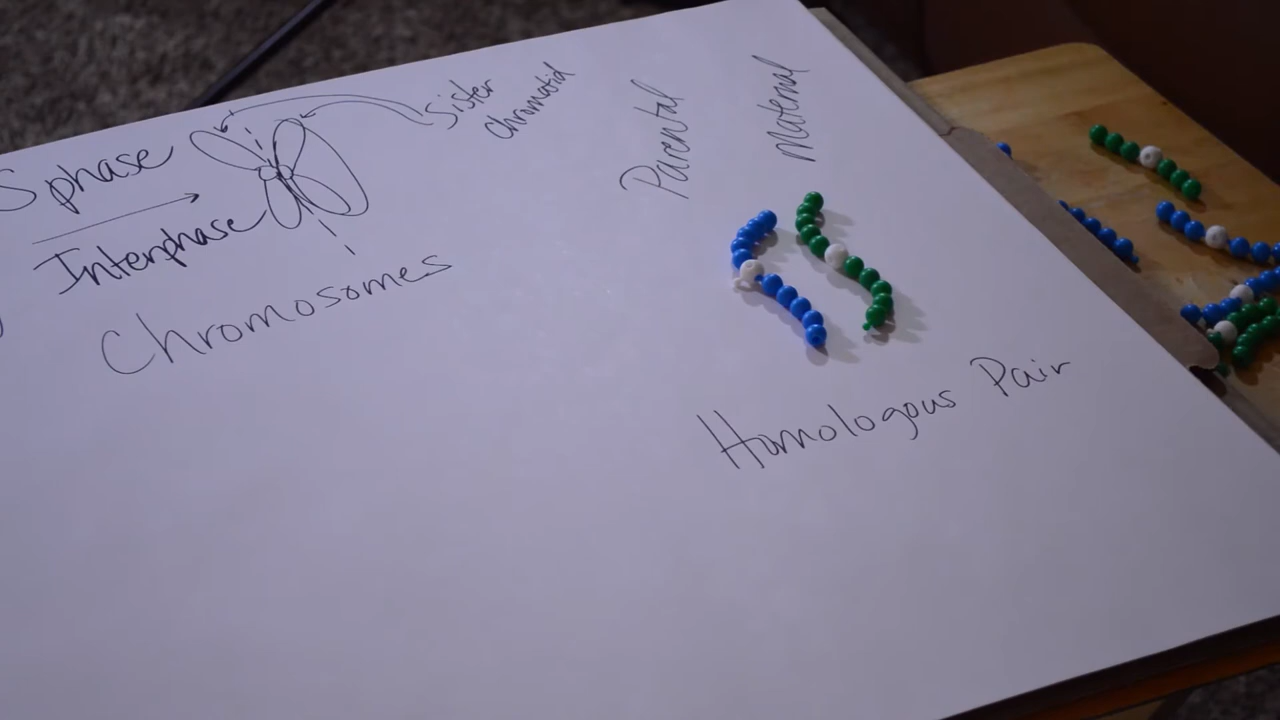 S phase
Interphase
Chromosomes
Sister
Chromatid
Parental
Maternal
Homologous Pair